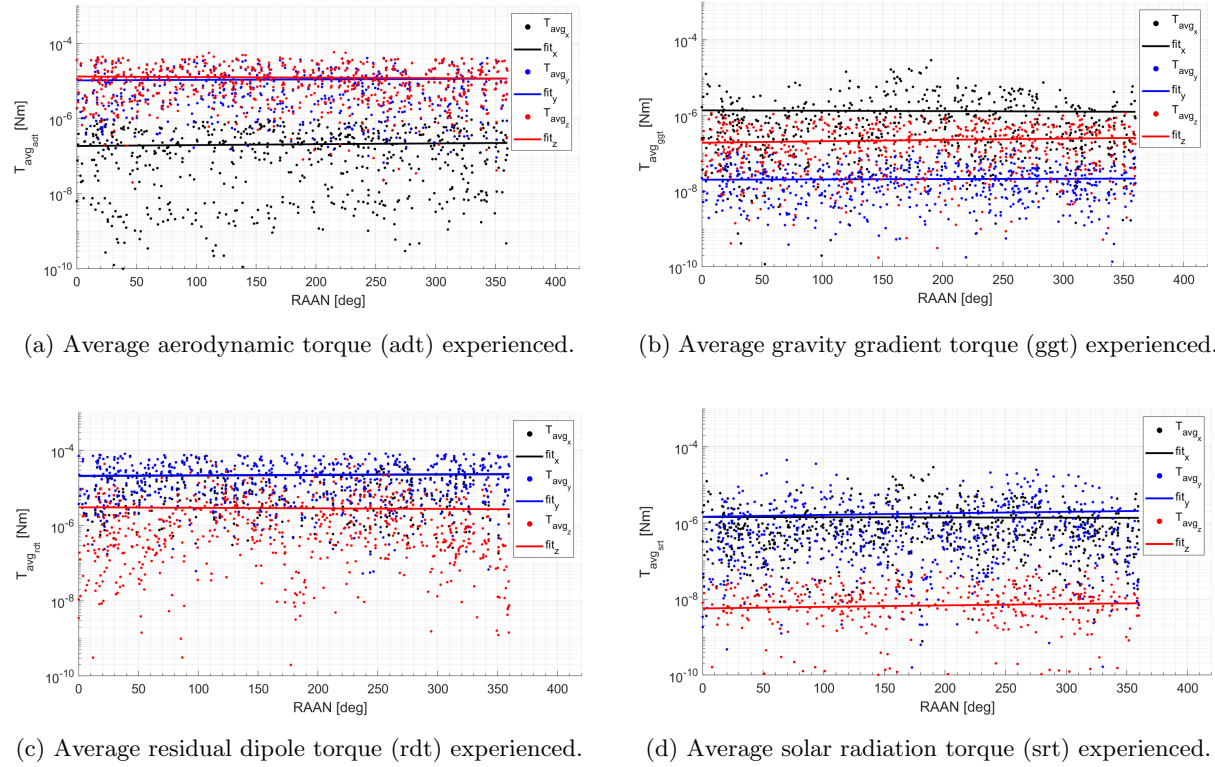 10^-4
10^-6
10^-8
10^-10
T_avg_adt [Nm]
0 50 100 150 200 250 300 350 400
RAAN [deg]
T_avg_x
fit_x
T_avg_y
fit_y
T_avg_z
fit_z
(a) Average aerodynamic torque (adt) experienced.
10^-4
10^-6
10^-8
10^-10
T_avg_ggt [Nm]
0 50 100 150 200 250 300 350 400
RAAN [deg]
T_avg_x
fit_x
T_avg_y
fit_y
T_avg_z
fit_z
(b) Average gravity gradient torque (ggt) experienced.
10^-4
10^-6
10^-8
10^-10
T_avg_rdt [Nm]
0 50 100 150 200 250 300 350 400
RAAN [deg]
T_avg_x
fit_x
T_avg_y
fit_y
T_avg_z
fit_z
(c) Average residual dipole torque (rdt) experienced.
10^-4
10^-6
10^-8
10^-10
T_avg_srt [Nm]
0 50 100 150 200 250 300 350 400
RAAN [deg]
T_avg_x
fit_x
T_avg_y
fit_y
T_avg_z
fit_z
(d) Average solar radiation torque (srt) experienced.